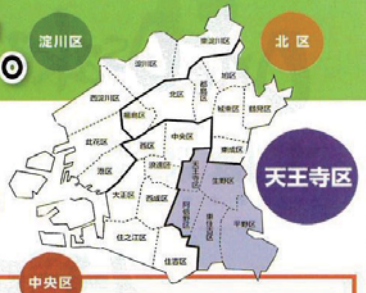 淀川区
北区
天王寺区
中央区
東淀川区
淀川区
旭区
西淀川区
北区
都島区
城東区
鶴見区
福島区
此花区
西区
中央区
東成区
港区
浪速区
天王寺区
生野区
大正区
西成区
阿倍野区
東住吉区
平野区
住之江区
住吉区